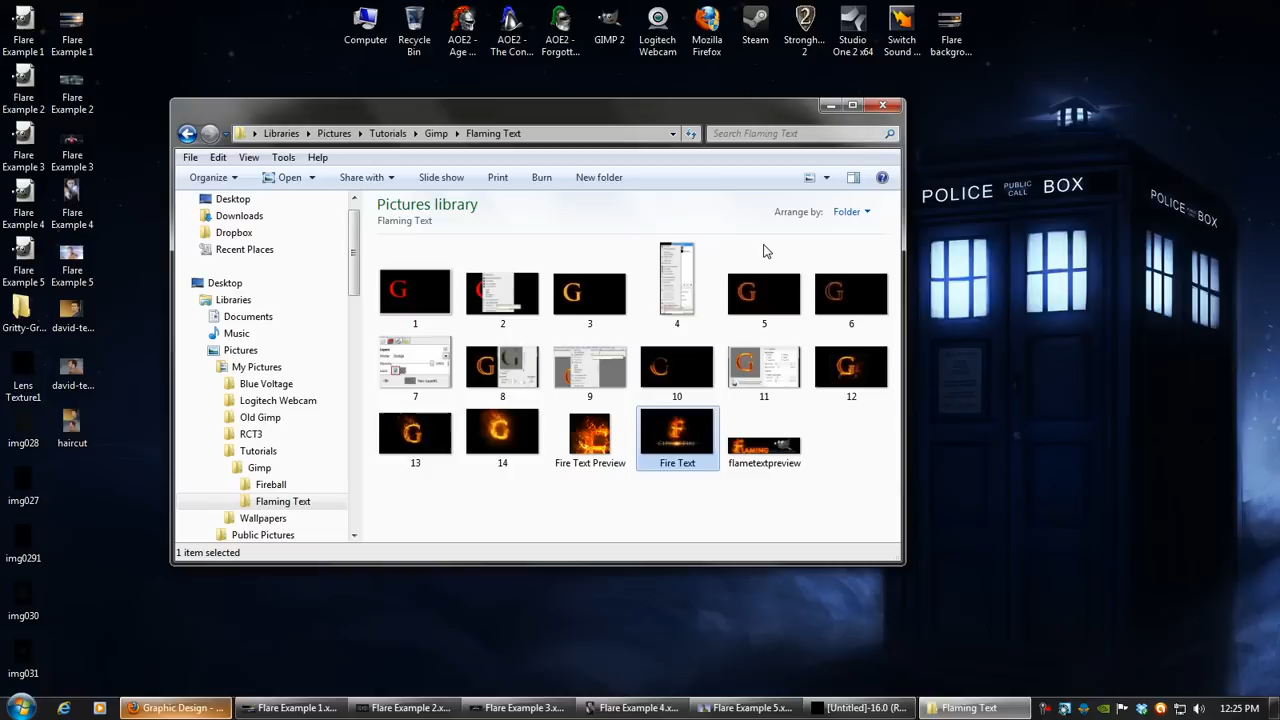 Flare Example 1
Flare Example 1
Computer
Recycle Bin
AOE2 - Age ...
AOE2 - The Con...
AOE2 - Forgott...
GIMP 2
Logitech Webcam
Mozilla Firefox
Steam
Strongh... 2
Studio One 2 x64
Switch Sound ...
Flare backgro...
Flare Example 2
Flare Example 2
Flare Example 3
Flare Example 3
Flare Example 4
Flare Example 4
Flare Example 5
Flare Example 5
Gritty-Gr...
david-te...
Lens Texture1
david-te...
img028
haircut
img027
img0291
img030
img031
Libraries Pictures Tutorials Gimp Flaming Text
Search Flaming Text
File Edit View Tools Help
Organize Open Share with Slide show Print Burn New folder
Desktop
Downloads
Dropbox
Recent Places
Desktop
Libraries
Documents
Music
Pictures
My Pictures
Blue Voltage
Logitech Webcam
Old Gimp
RCT3
Tutorials
Gimp
Fireball
Flaming Text
Wallpapers
Public Pictures
Pictures library
Flaming Text
Arrange by: Folder
1 2 3 4 5 6
7 8 9 10 11 12
13 14 Fire Text Preview Fire Text flametextpreview
1 item selected
POLICE PUBLIC CALL BOX
POLICE PUBLIC CALL BOX
Graphic Design - ...
Flare Example 1.x...
Flare Example 2.x...
Flare Example 3.x...
Flare Example 4.x...
Flare Example 5.x...
[Untitled]-16.0 (R...
Flaming Text
12:25 PM